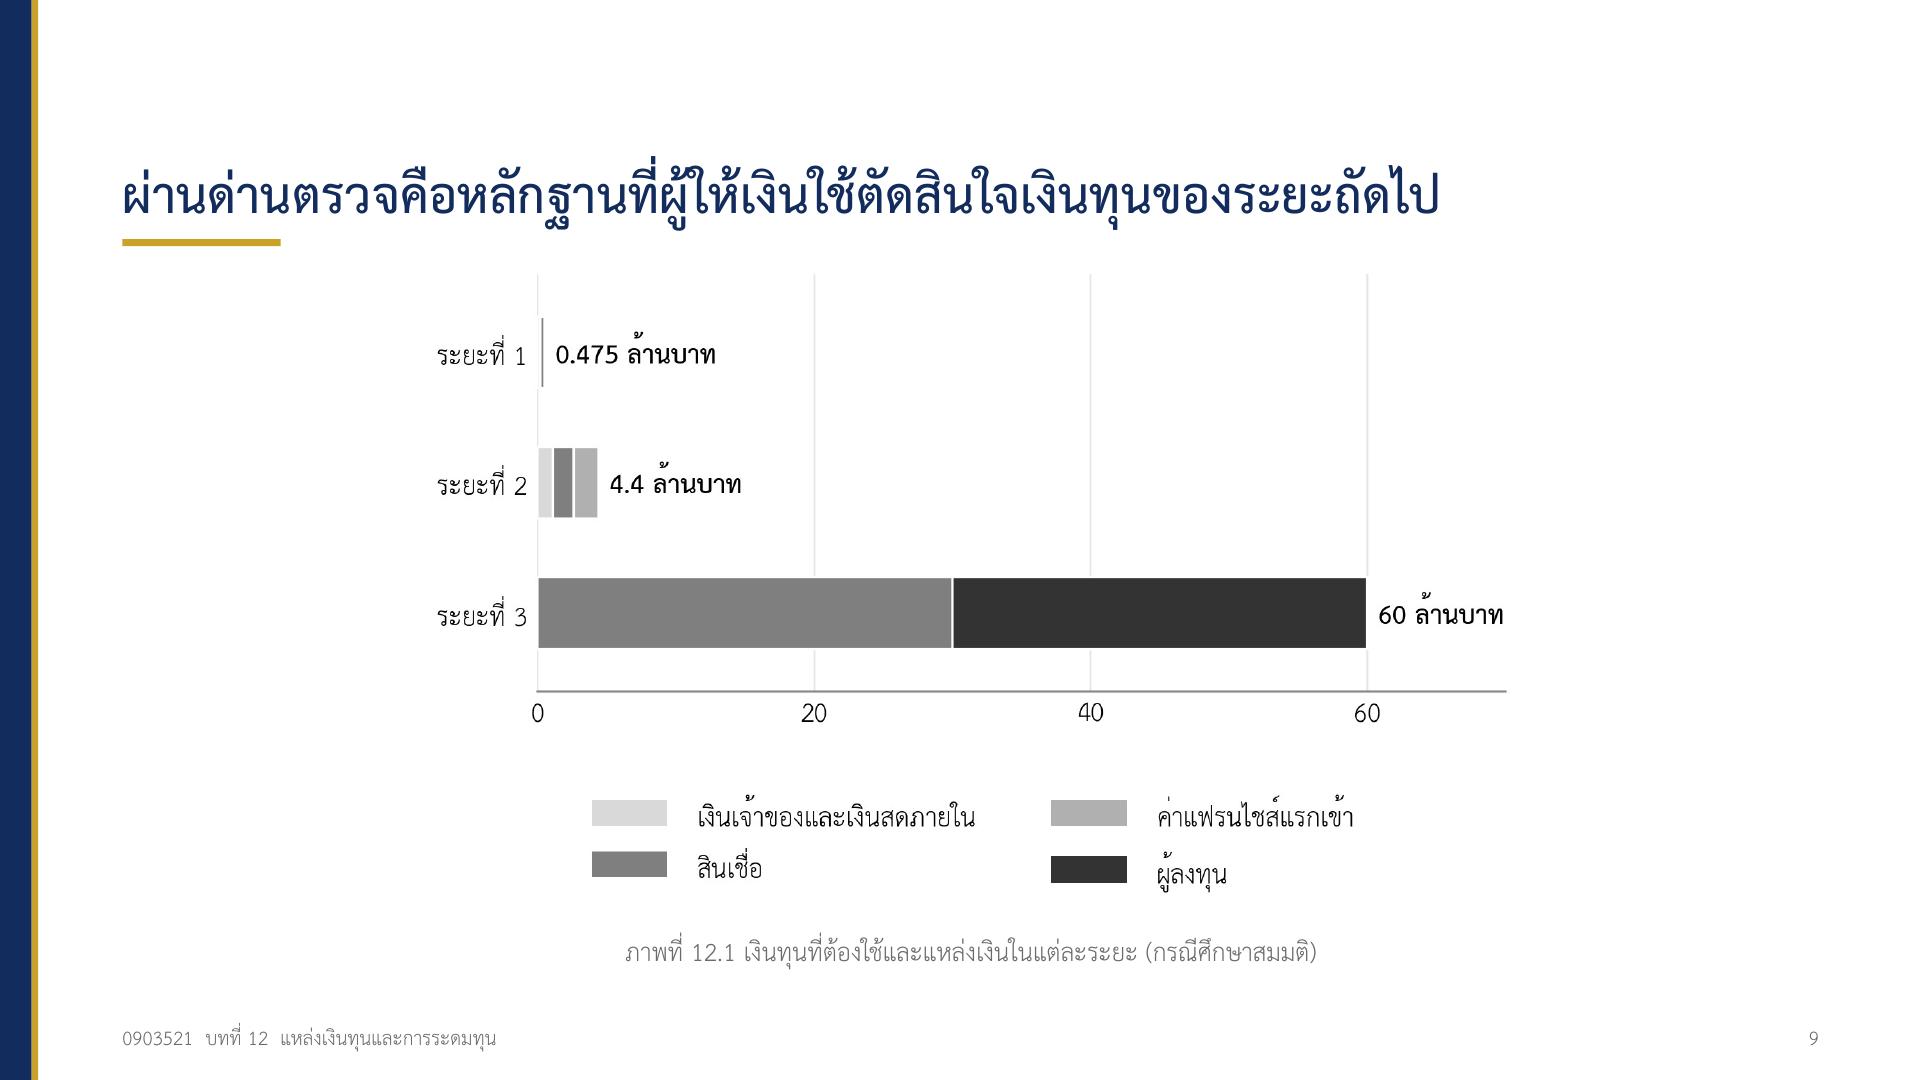 ผ่านด่านตรวจคือหลักฐานที่ผู้ให้เงินใช้ตัดสินใจเงินทุนของระยะถัดไป
ระยะที่ 1
0.475 ล้านบาท
ระยะที่ 2
4.4 ล้านบาท
ระยะที่ 3
60 ล้านบาท
0 20 40 60
เงินเจ้าของและเงินสดภายใน
ค่าแฟรนไชส์แรกเข้า
สินเชื่อ
ผู้ลงทุน
ภาพที่ 12.1 เงินทุนที่ต้องใช้และแหล่งเงินในแต่ละระยะ (กรณีศึกษาสมมติ)
0903521 บทที่ 12 แหล่งเงินทุนและการระดมทุน
9